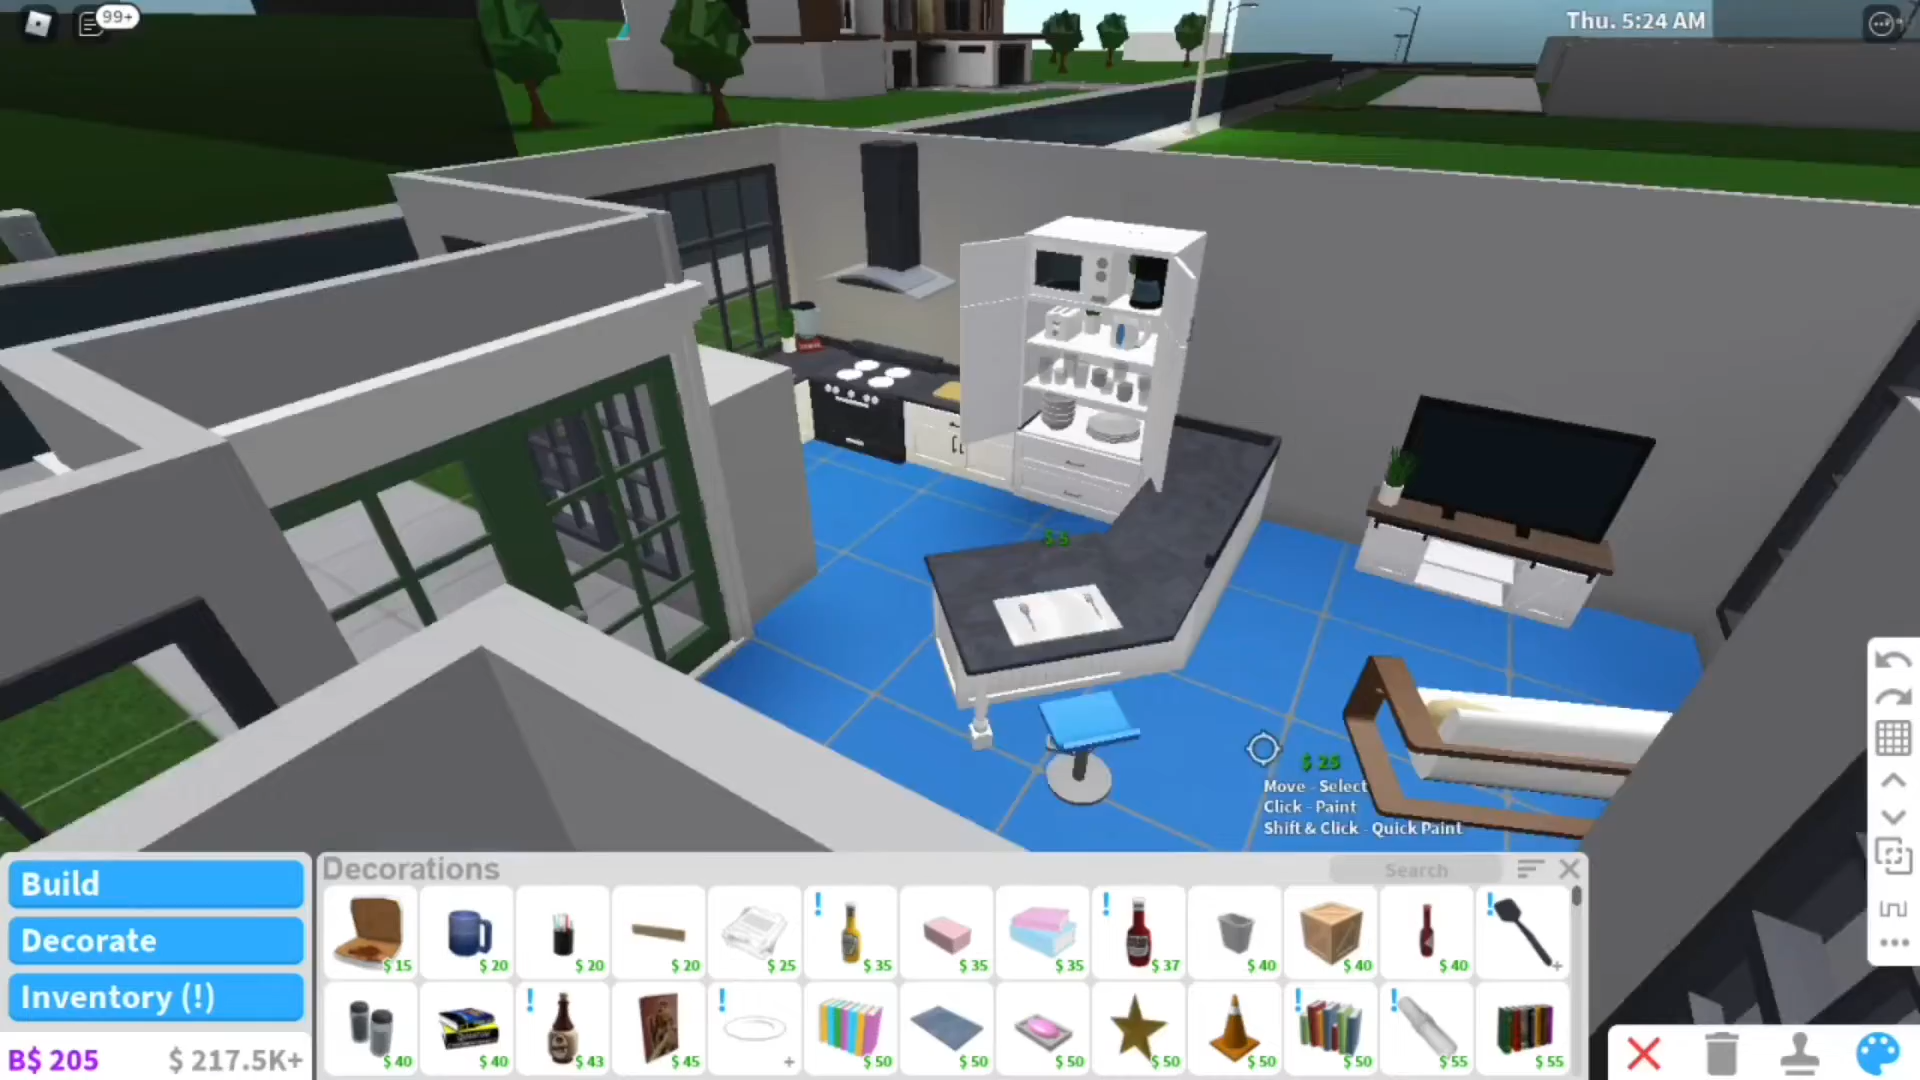 99+
Thu. 5:24 AM
$ 5
$ 25
Move - Select
Click - Paint
Shift & Click - Quick Paint
Build
Decorate
Inventory (!)
B$ 205
$ 217.5K+
Decorations
Search
$ 15
$ 20
$ 20
$ 20
$ 25
! $ 35
$ 35
$ 35
! $ 37
$ 40
$ 40
$ 40
! +
$ 40
$ 40
! $ 43
$ 45
! +
$ 50
$ 50
$ 50
$ 50
$ 50
! $ 50
! $ 55
$ 55